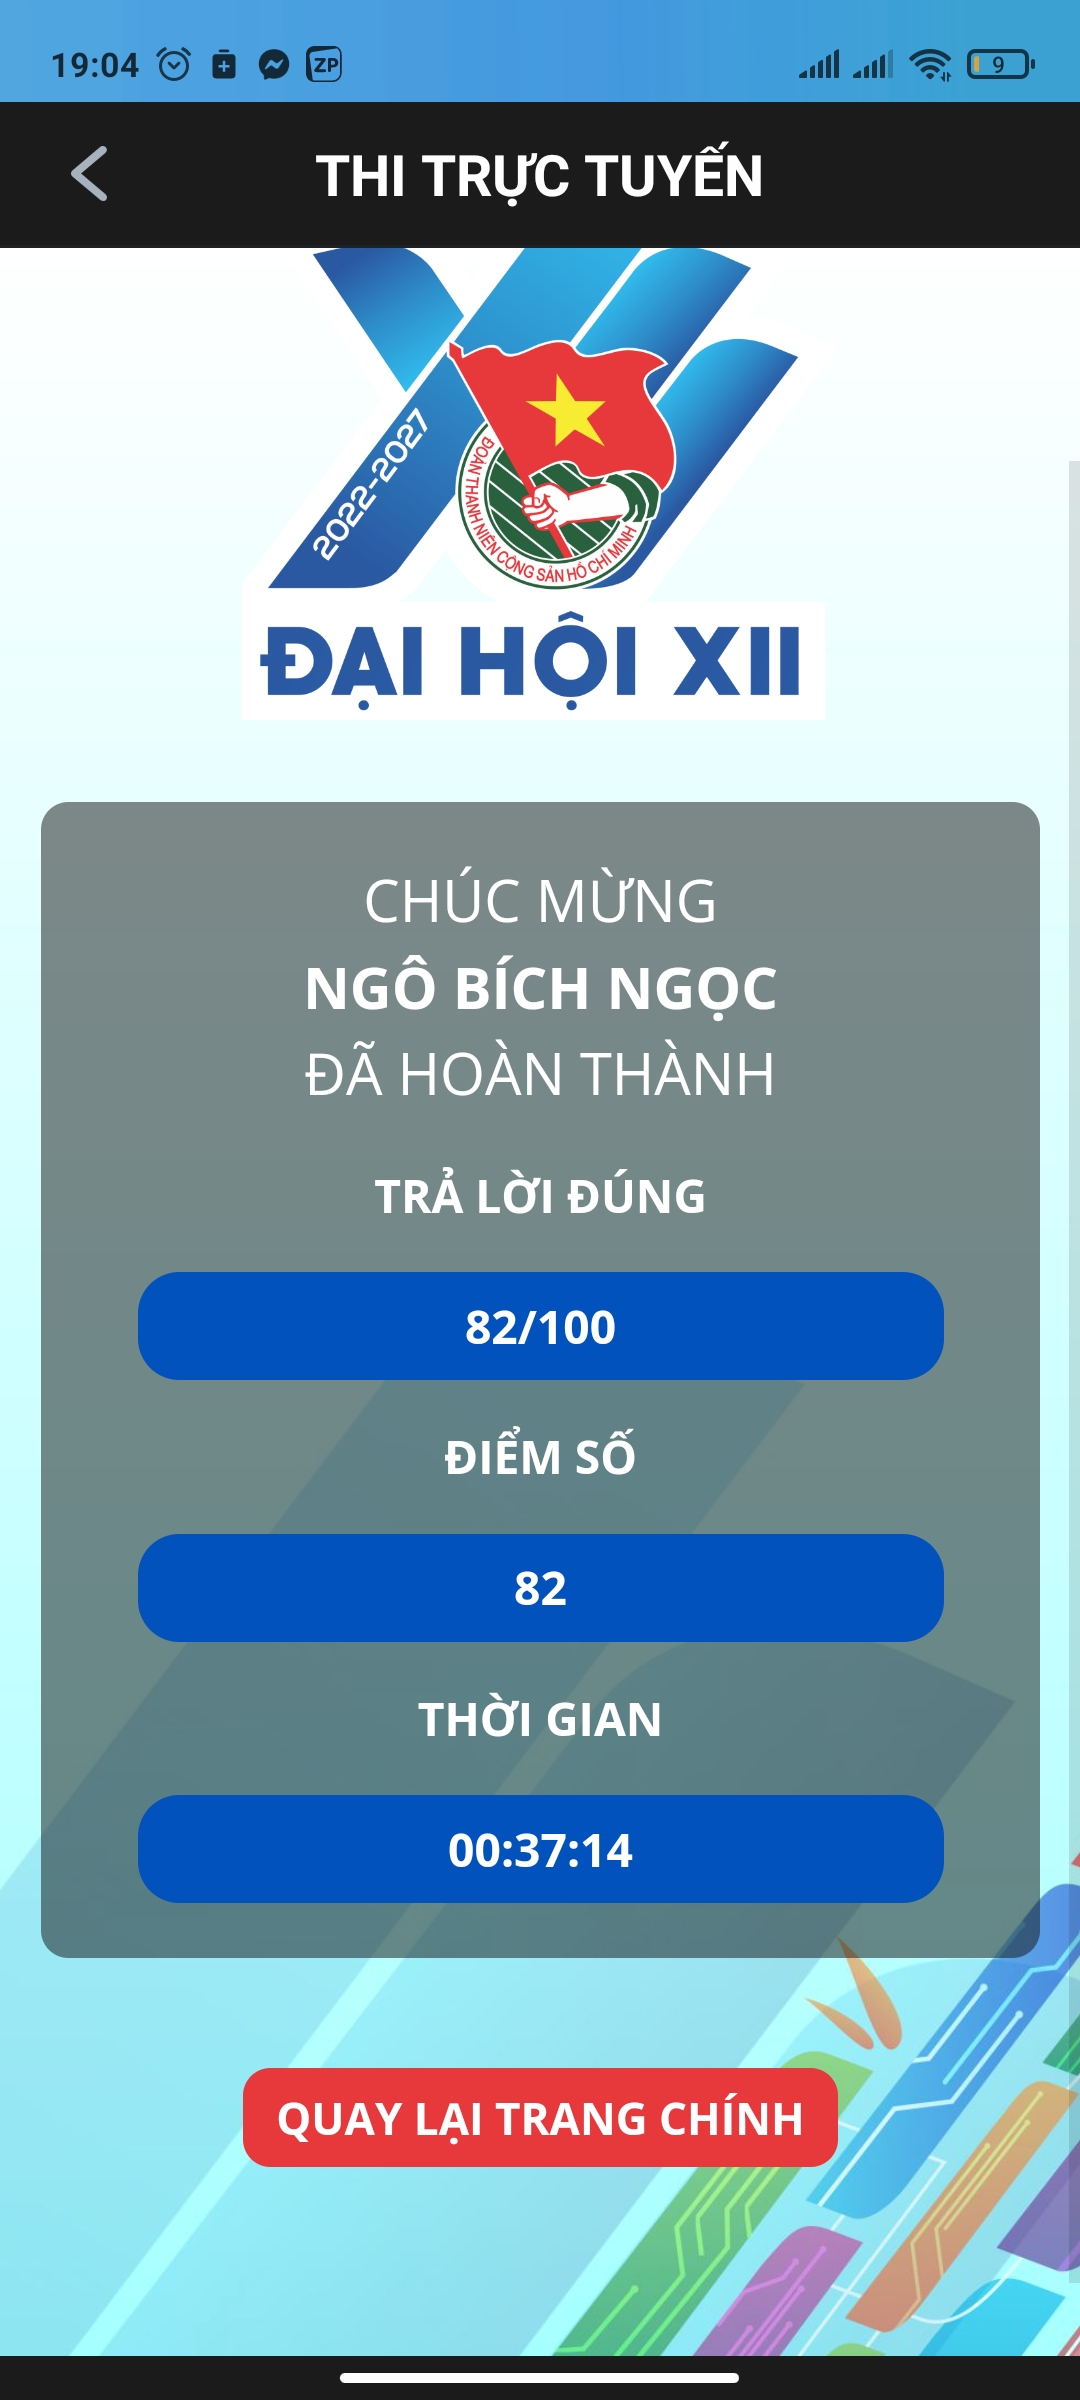 19:04
ZP
9
THI TRỰC TUYẾN
2022-2027
ĐOÀN THANH NIÊN CỘNG SẢN HỒ CHÍ MINH
ĐẠI HỘI XII
CHÚC MỪNG
NGÔ BÍCH NGỌC
ĐÃ HOÀN THÀNH
TRẢ LỜI ĐÚNG
82/100
ĐIỂM SỐ
82
THỜI GIAN
00:37:14
QUAY LẠI TRANG CHÍNH